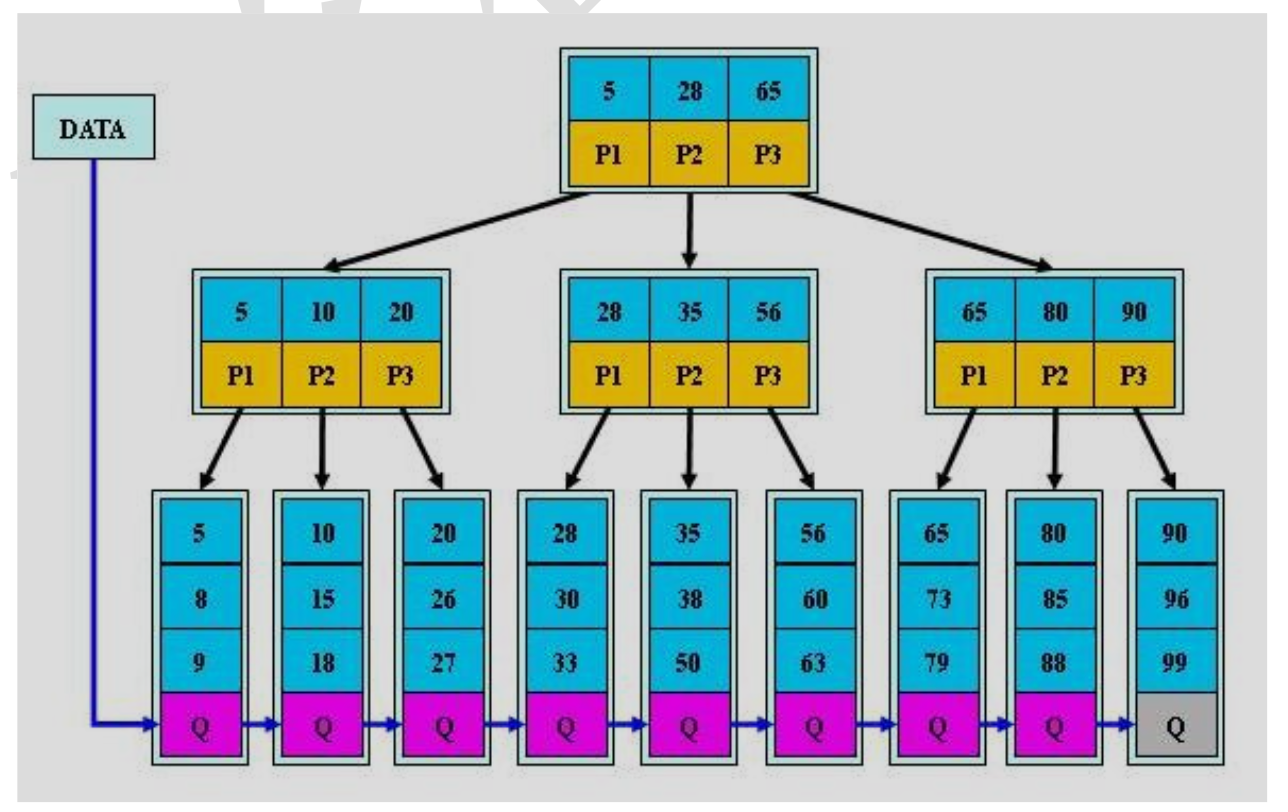 5 28 65
DATA
P1 P2 P3
5 10 20
28 35 56
65 80 90
P1 P2 P3
P1 P2 P3
P1 P2 P3
5 10 20 28 35 56 65 80 90
8 15 26 30 38 60 73 85 96
9 18 27 33 50 63 79 88 99
Q Q Q Q Q Q Q Q Q